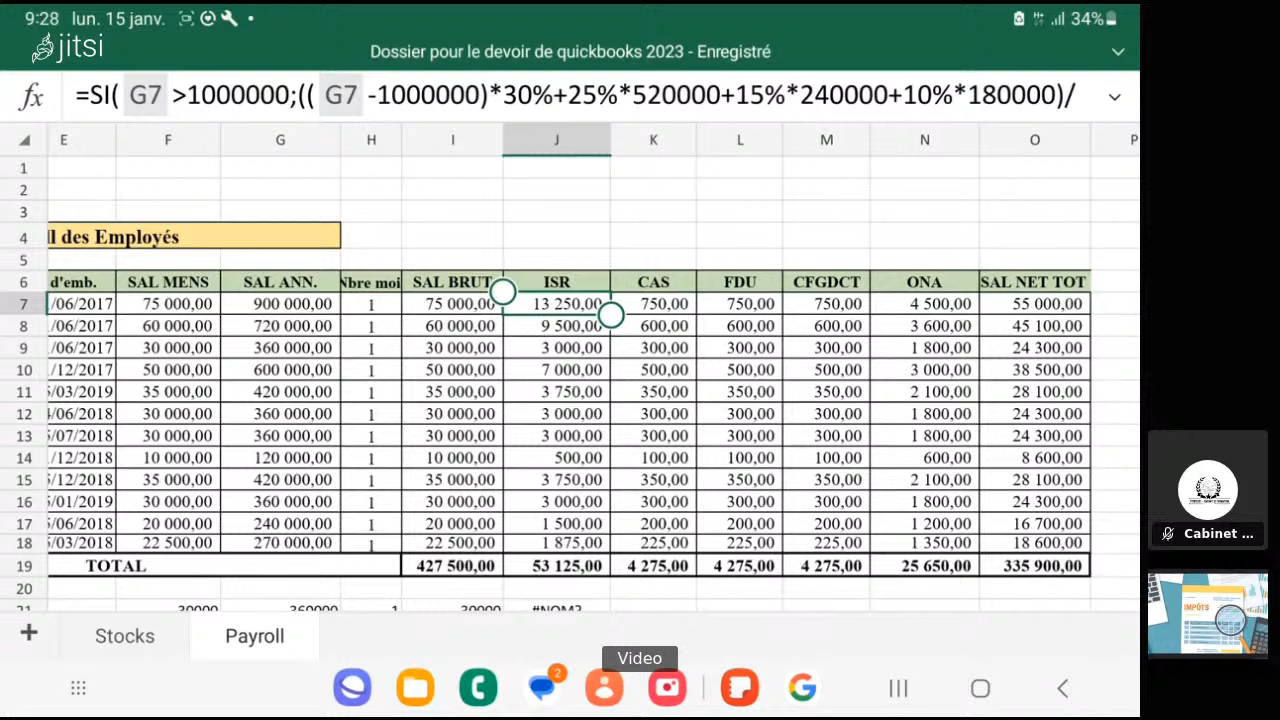 9:28 lun. 15 janv. 34%
jitsi
Dossier pour le devoir de quickbooks 2023 - Enregistré
fx =SI( G7 >1000000;(( G7 -1000000)*30%+25%*520000+15%*240000+10%*180000)/
E F G H I J K L M N O P
1
2
3
4 ll des Employés
5
6 d'emb. SAL MENS SAL ANN. Nbre moi SAL BRUT ISR CAS FDU CFGDCT ONA SAL NET TOT
7 /06/2017 75 000,00 900 000,00 1 75 000,00 13 250,00 750,00 750,00 750,00 4 500,00 55 000,00
8 /06/2017 60 000,00 720 000,00 1 60 000,00 9 500,00 600,00 600,00 600,00 3 600,00 45 100,00
9 /06/2017 30 000,00 360 000,00 1 30 000,00 3 000,00 300,00 300,00 300,00 1 800,00 24 300,00
10 /12/2017 50 000,00 600 000,00 1 50 000,00 7 000,00 500,00 500,00 500,00 3 000,00 38 500,00
11 /03/2019 35 000,00 420 000,00 1 35 000,00 3 750,00 350,00 350,00 350,00 2 100,00 28 100,00
12 /06/2018 30 000,00 360 000,00 1 30 000,00 3 000,00 300,00 300,00 300,00 1 800,00 24 300,00
13 /07/2018 30 000,00 360 000,00 1 30 000,00 3 000,00 300,00 300,00 300,00 1 800,00 24 300,00
14 /12/2018 10 000,00 120 000,00 1 10 000,00 500,00 100,00 100,00 100,00 600,00 8 600,00
15 /12/2018 35 000,00 420 000,00 1 35 000,00 3 750,00 350,00 350,00 350,00 2 100,00 28 100,00
16 /01/2019 30 000,00 360 000,00 1 30 000,00 3 000,00 300,00 300,00 300,00 1 800,00 24 300,00
17 /06/2018 20 000,00 240 000,00 1 20 000,00 1 500,00 200,00 200,00 200,00 1 200,00 16 700,00
18 /03/2018 22 500,00 270 000,00 1 22 500,00 1 875,00 225,00 225,00 225,00 1 350,00 18 600,00
19 TOTAL 427 500,00 53 125,00 4 275,00 4 275,00 4 275,00 25 650,00 335 900,00
20
21 30000 360000 1 30000 #NOM?
Stocks Payroll
Video
2
Cabinet ...
IMPÔTS